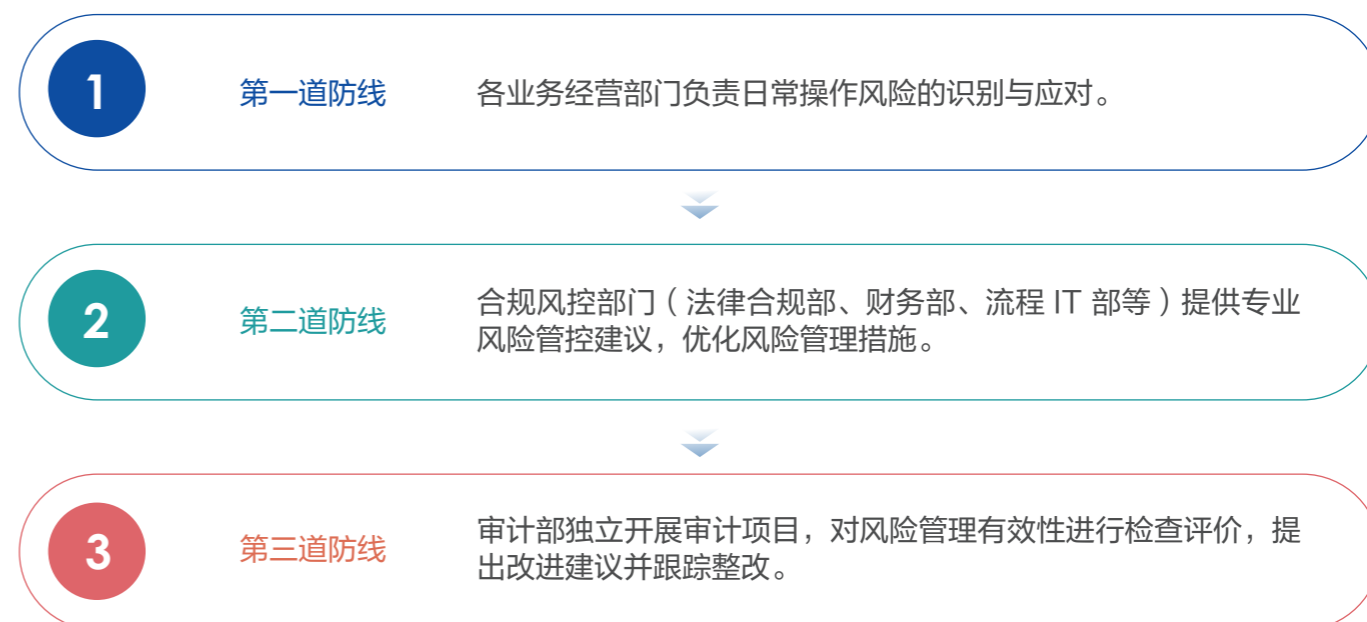 1
第一道防线
各业务经营部门负责日常操作风险的识别与应对。
2
第二道防线
合规风控部门（法律合规部、财务部、流程 IT 部等）提供专业
风险管控建议，优化风险管理措施。
3
第三道防线
审计部独立开展审计项目，对风险管理有效性进行检查评价，提
出改进建议并跟踪整改。